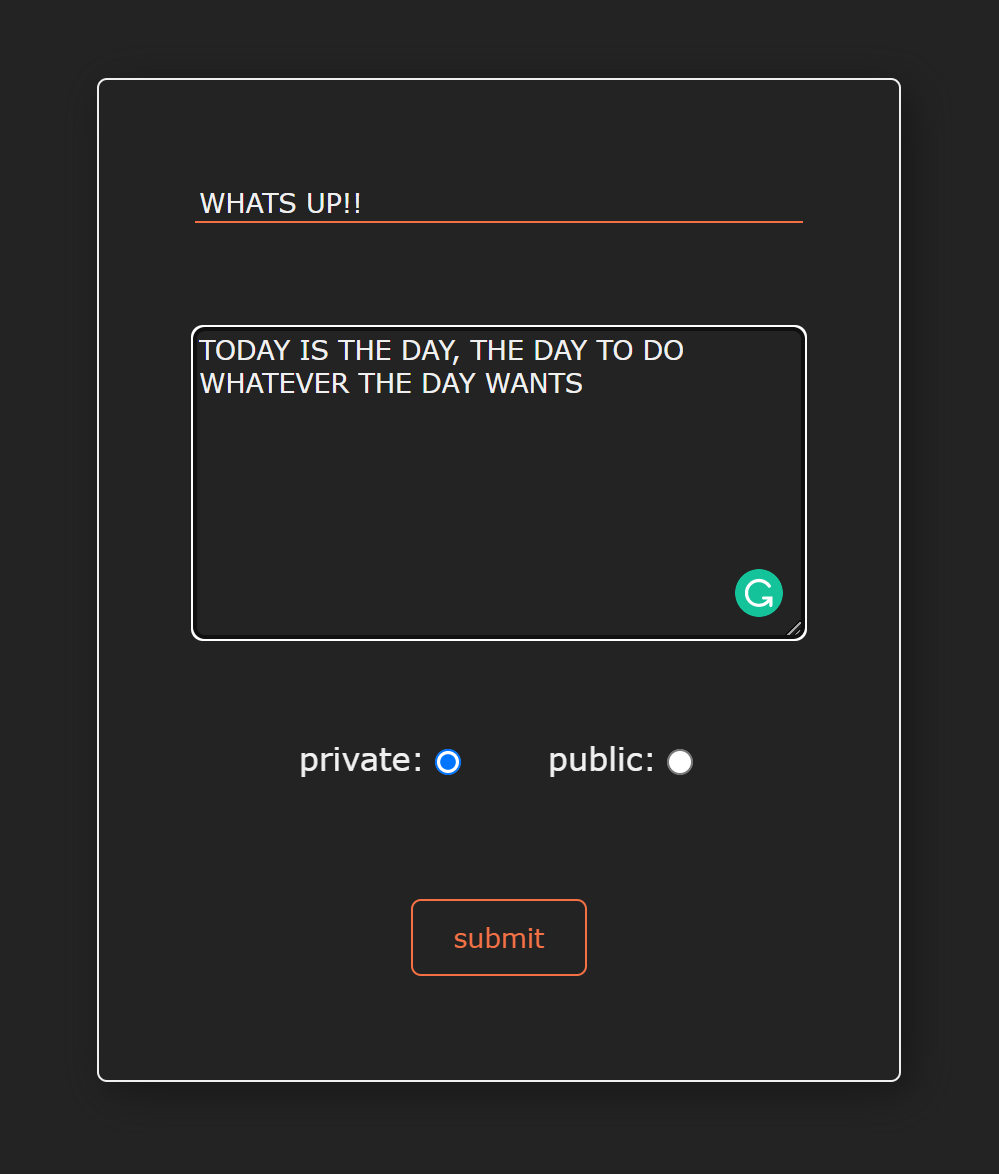 WHATS UP!!
TODAY IS THE DAY, THE DAY TO DO
WHATEVER THE DAY WANTS
private: public:
submit